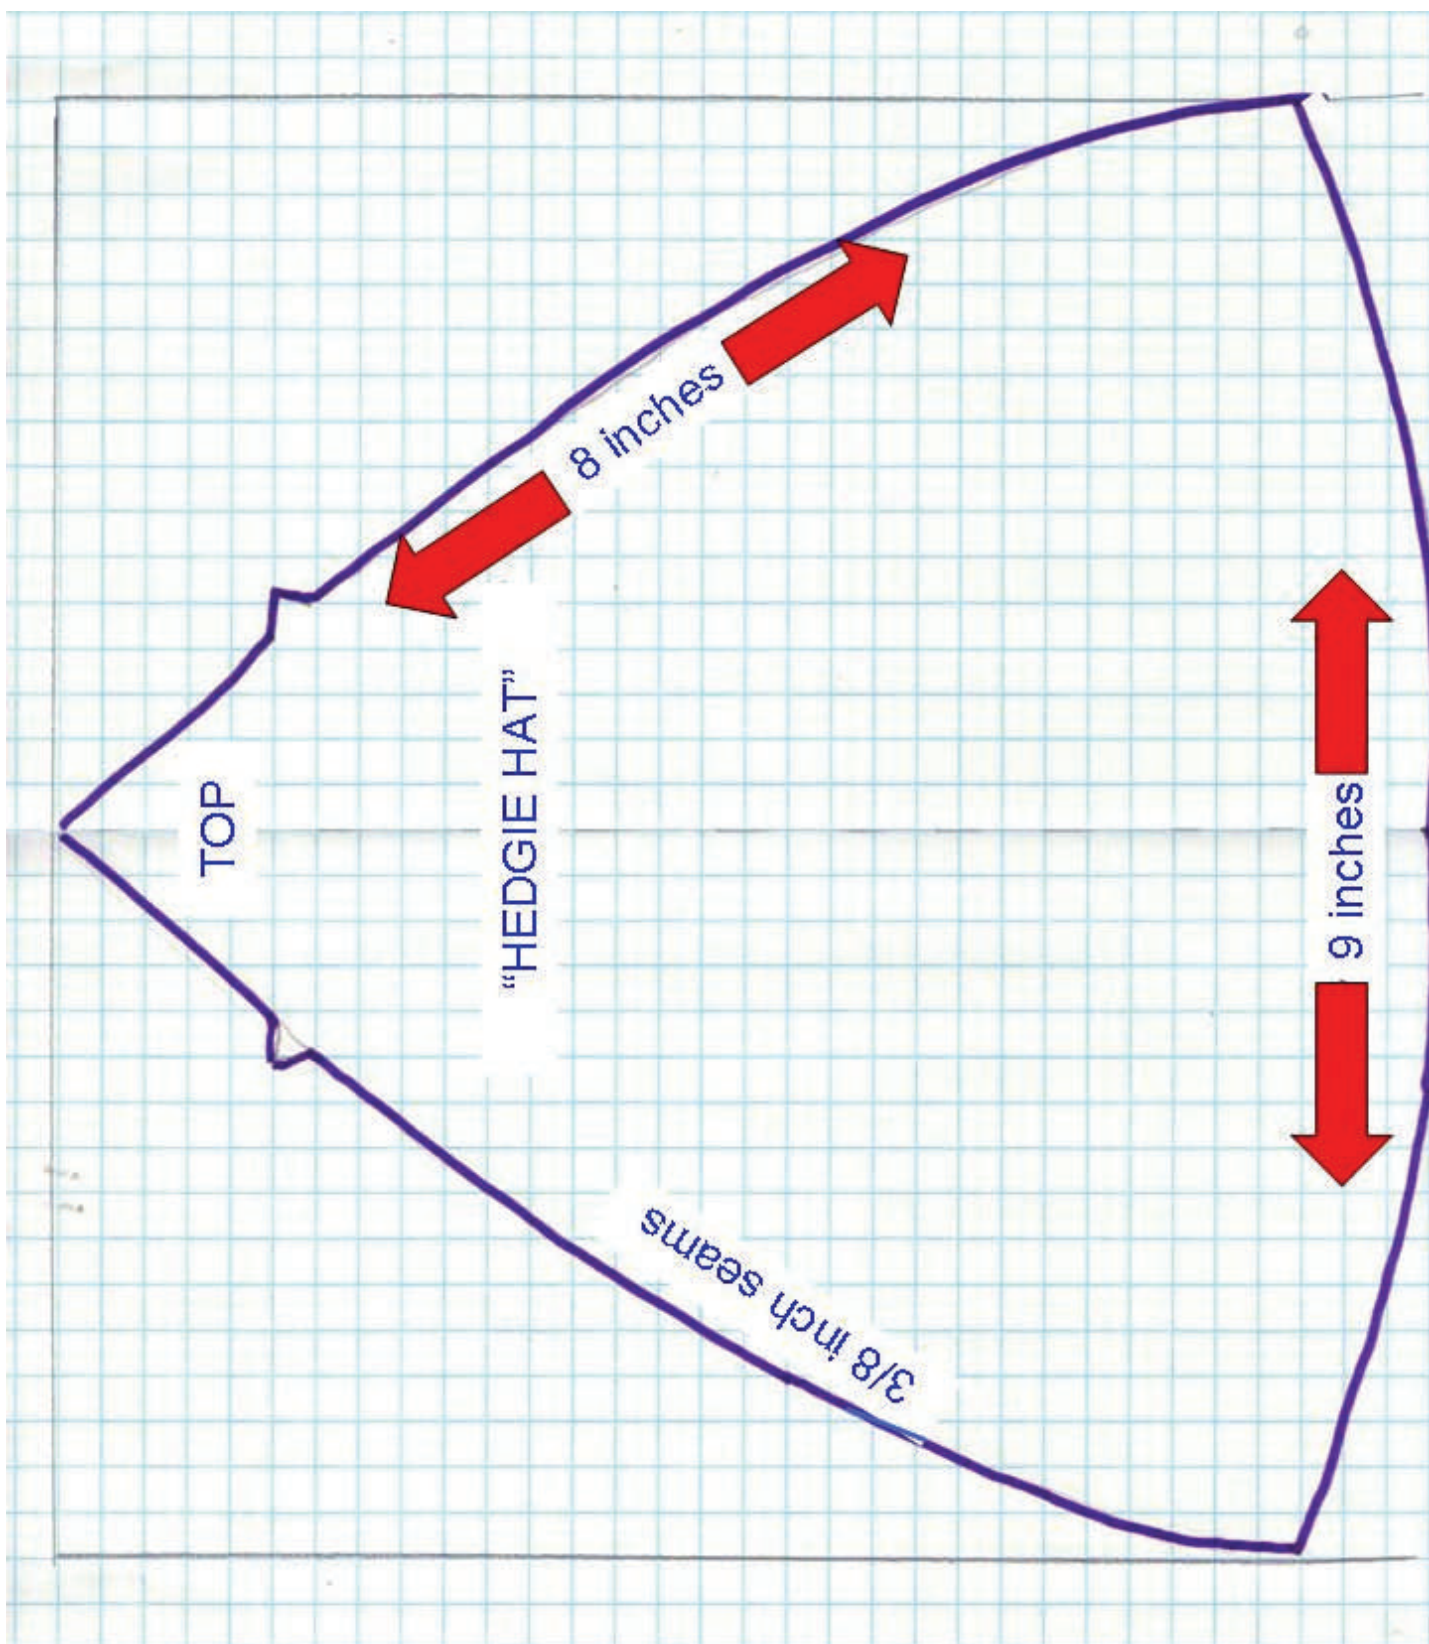 8 inches
TOP
“HEDGIE HAT”
9 inches
3/8 inch seams